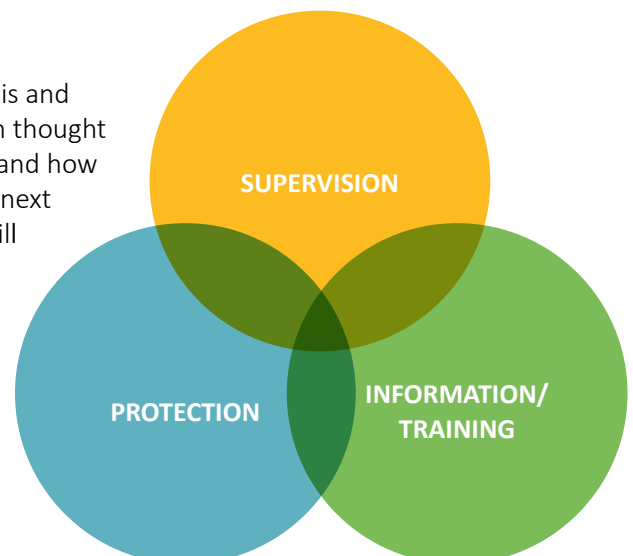 is and
thought
and how
next
ill
SUPERVISION
PROTECTION
INFORMATION/
TRAINING